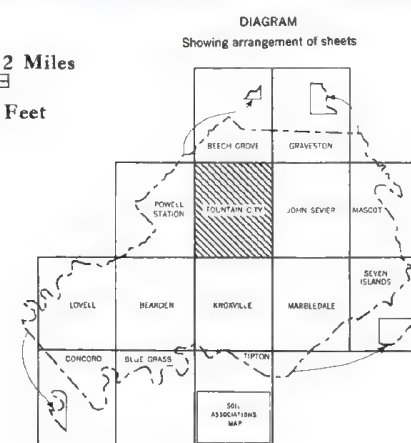 DIAGRAM
Showing arrangement of sheets
2 Miles
Feet
BEECH GROVE
GRAVESTON
POWELL
STATION
FOUNTAIN CITY
JOHN SEVIER
MASCOT
SEVEN
ISLANDS
LOVELL
BEARDEN
KNOXVILLE
MARBLEDALE
CONCORD
BLUE GRASS
TIPTON
SOIL
ASSOCIATIONS
MAP